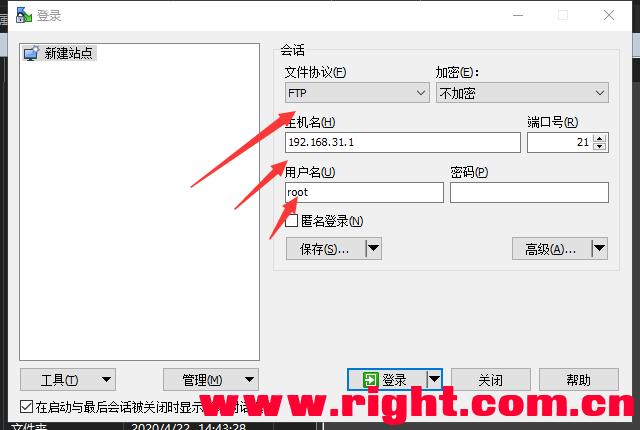 登录
新建站点
会话
文件协议(F)
加密(E):
FTP
不加密
主机名(H)
端口号(R)
192.168.31.1
21
用户名(U)
密码(P)
root
匿名登录(N)
保存(S)...
高级(A)...
工具(T)
管理(M)
登录
关闭
帮助
在启动与最后会话被关闭时显示
www.right.com.cn
文件夹
2020/4/22 14:43:28